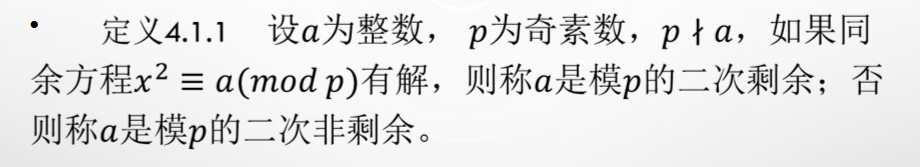 • 定义4.1.1 设a为整数， p为奇素数，p ∤ a，如果同
余方程x² ≡ a(mod p)有解，则称a是模p的二次剩余；否
则称a是模p的二次非剩余。